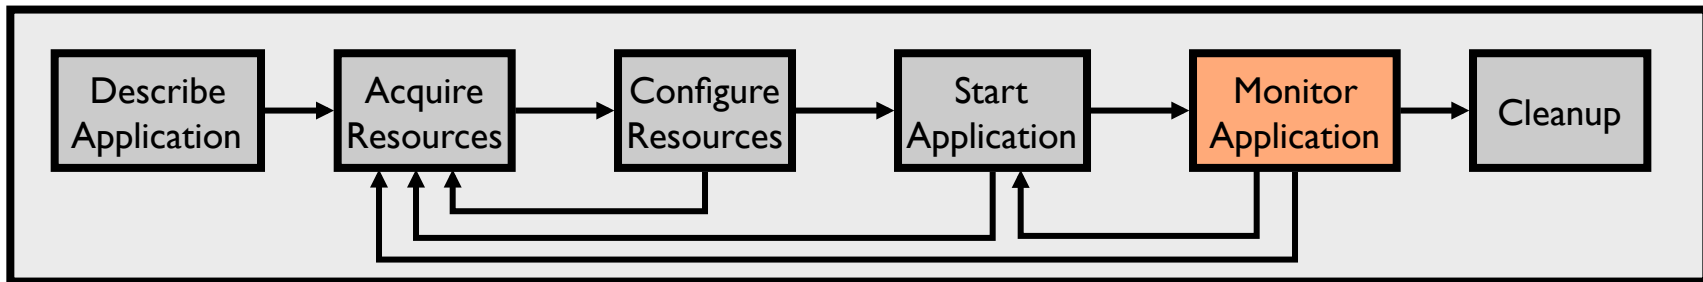 Describe
Application
Acquire
Resources
Configure
Resources
Start
Application
Monitor
Application
Cleanup